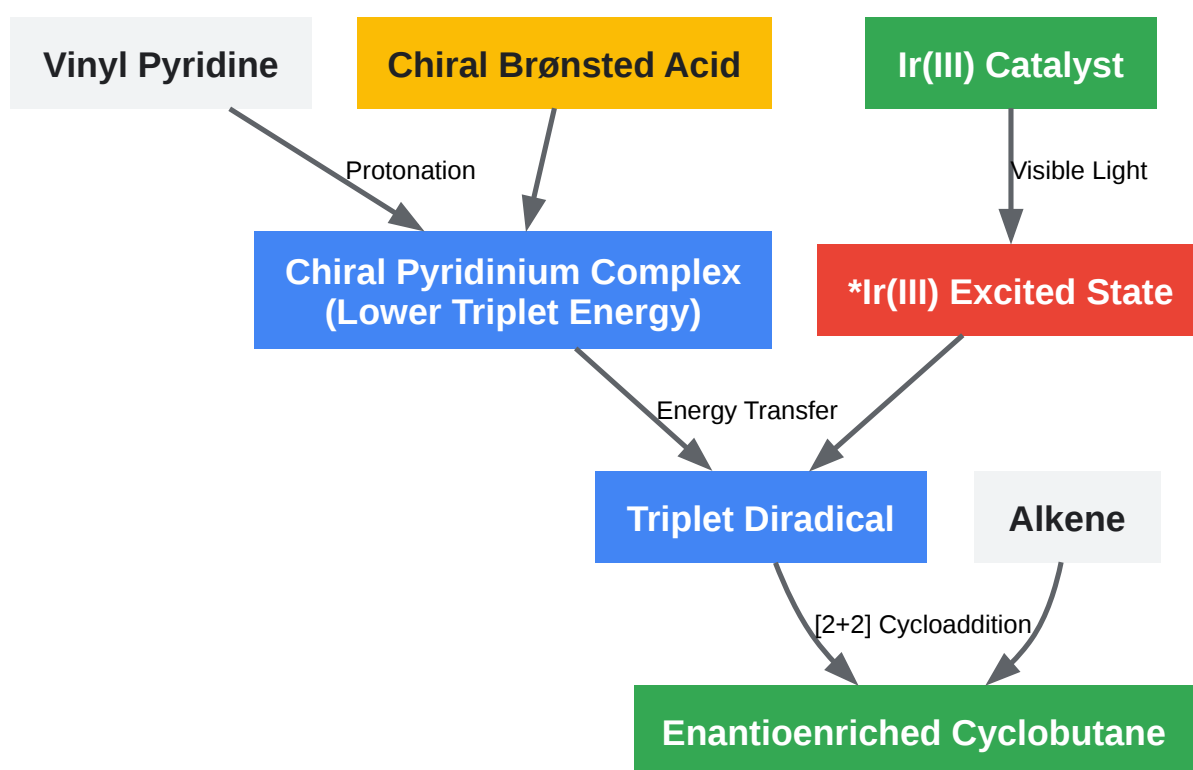 Vinyl Pyridine
Chiral Brønsted Acid
Ir(III) Catalyst
Protonation
Visible Light
Chiral Pyridinium Complex
(Lower Triplet Energy)
*Ir(III) Excited State
Energy Transfer
Triplet Diradical
Alkene
[2+2] Cycloaddition
Enantioenriched Cyclobutane